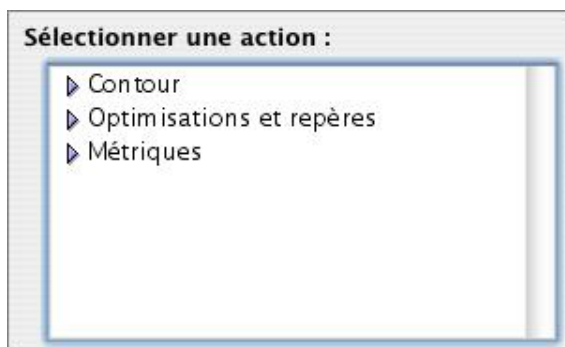 Sélectionner une action :
Contour
Optimisations et repères
Métriques